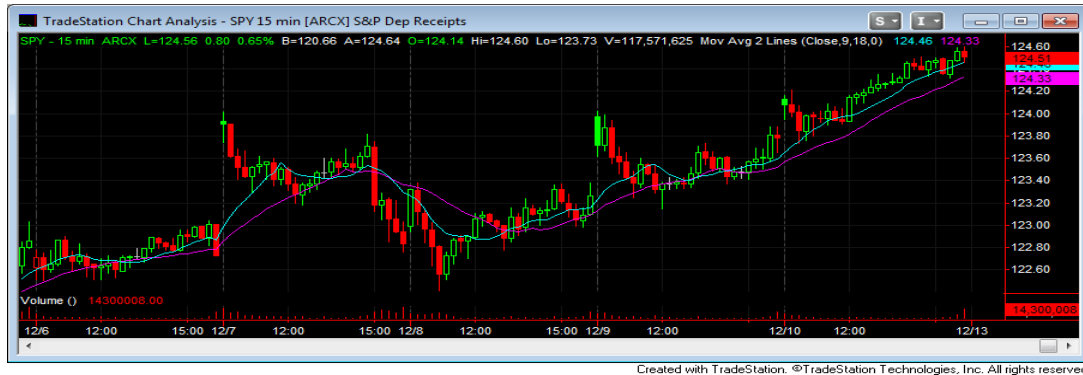 TradeStation Chart Analysis - SPY 15 min [ARCX] S&P Dep Receipts
S I
SPY - 15 min ARCX L=124.56 0.80 0.65% B=120.66 A=124.64 O=124.14 Hi=124.60 Lo=123.73 V=117,571,625 Mov Avg 2 Lines (Close,9,18,0) 124.46 124.33
124.60
124.51
124.33
124.20
124.00
123.80
123.60
123.40
123.20
123.00
122.80
122.60
Volume () 14300008.00
14,300,008
12/6 12:00 15:00 12/7 12:00 15:00 12/8 12:00 15:00 12/9 12:00 12/10 12:00 12/13
Created with TradeStation. ©TradeStation Technologies, Inc. All rights reserve